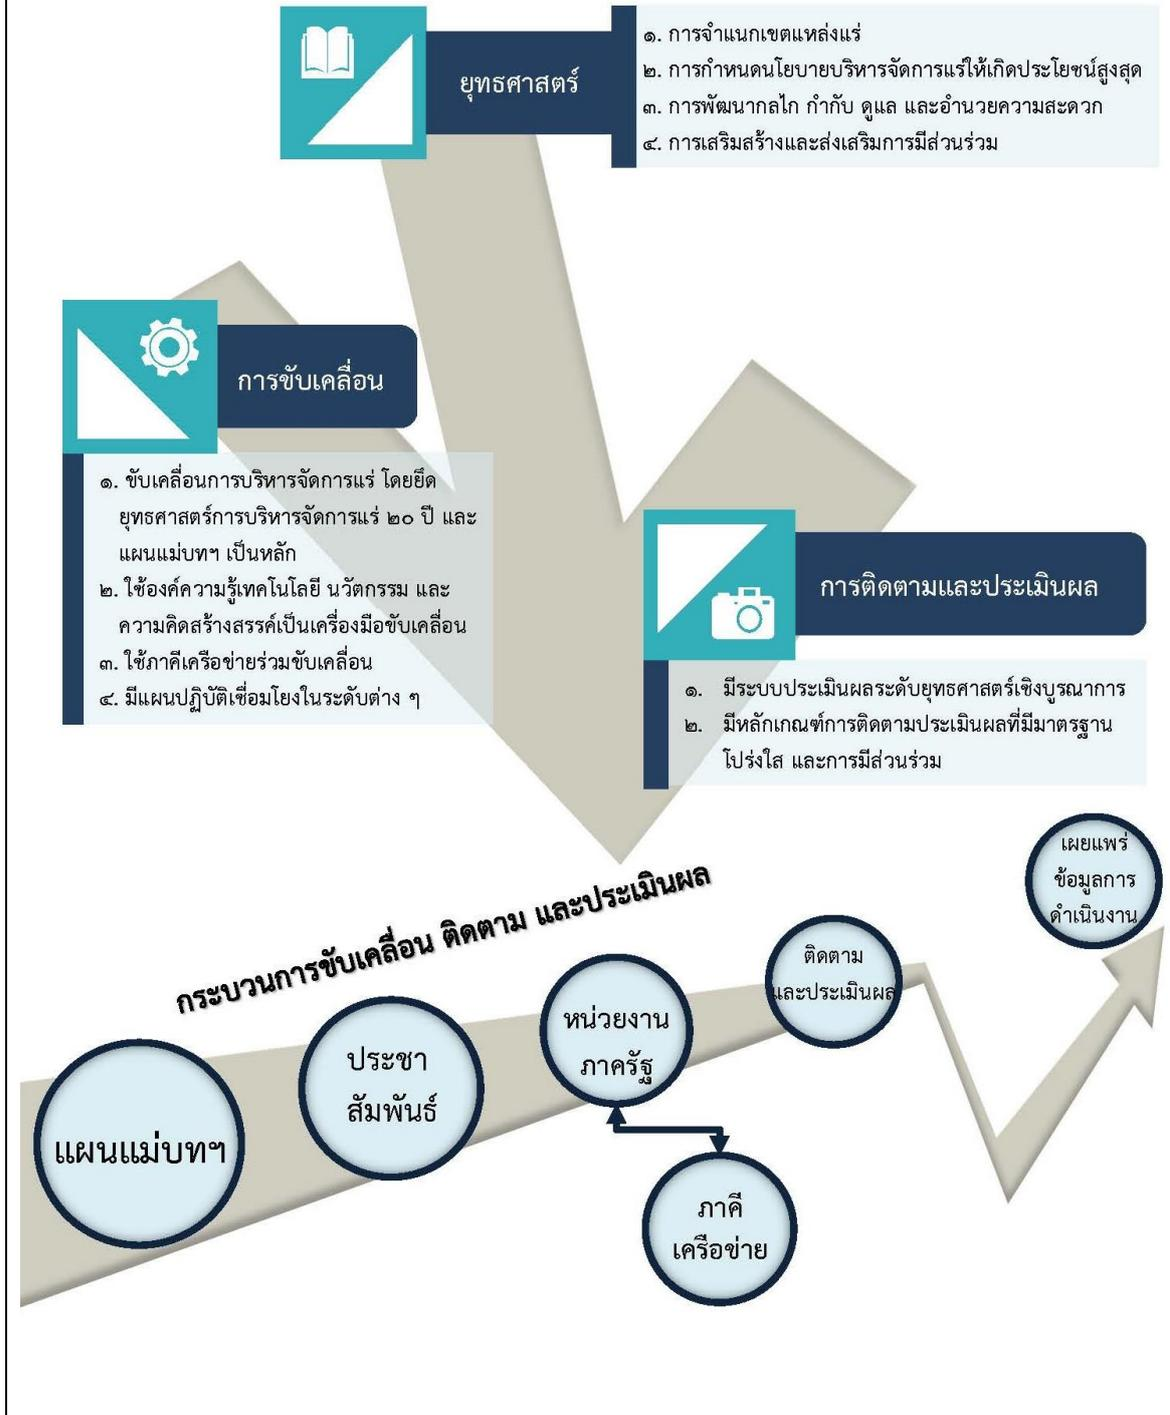 ยุทธศาสตร์
๑. การจำแนกเขตแหล่งแร่
๒. การกำหนดนโยบายบริหารจัดการแร่ให้เกิดประโยชน์สูงสุด
๓. การพัฒนากลไก กำกับ ดูแล และอำนวยความสะดวก
๔. การเสริมสร้างและส่งเสริมการมีส่วนร่วม
การขับเคลื่อน
๑. ขับเคลื่อนการบริหารจัดการแร่ โดยยึด
ยุทธศาสตร์การบริหารจัดการแร่ ๒๐ ปี และ
แผนแม่บทฯ เป็นหลัก
๒. ใช้องค์ความรู้เทคโนโลยี นวัตกรรม และ
ความคิดสร้างสรรค์เป็นเครื่องมือขับเคลื่อน
๓. ใช้ภาคีเครือข่ายร่วมขับเคลื่อน
๔. มีแผนปฏิบัติเชื่อมโยงในระดับต่าง ๆ
การติดตามและประเมินผล
๑. มีระบบประเมินผลระดับยุทธศาสตร์เชิงบูรณาการ
๒. มีหลักเกณฑ์การติดตามประเมินผลที่มีมาตรฐาน
โปร่งใส และการมีส่วนร่วม
กระบวนการขับเคลื่อน ติดตาม และประเมินผล
แผนแม่บทฯ
ประชา
สัมพันธ์
หน่วยงาน
ภาครัฐ
ภาคี
เครือข่าย
ติดตาม
และประเมินผล
เผยแพร่
ข้อมูลการ
ดำเนินงาน